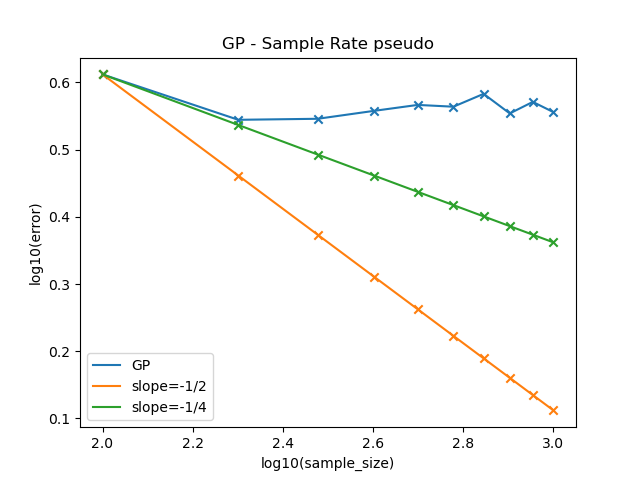 GP - Sample Rate pseudo
log10(error)
0.6
0.5
0.4
0.3
0.2
0.1
GP
slope=-1/2
slope=-1/4
2.0 2.2 2.4 2.6 2.8 3.0
log10(sample_size)